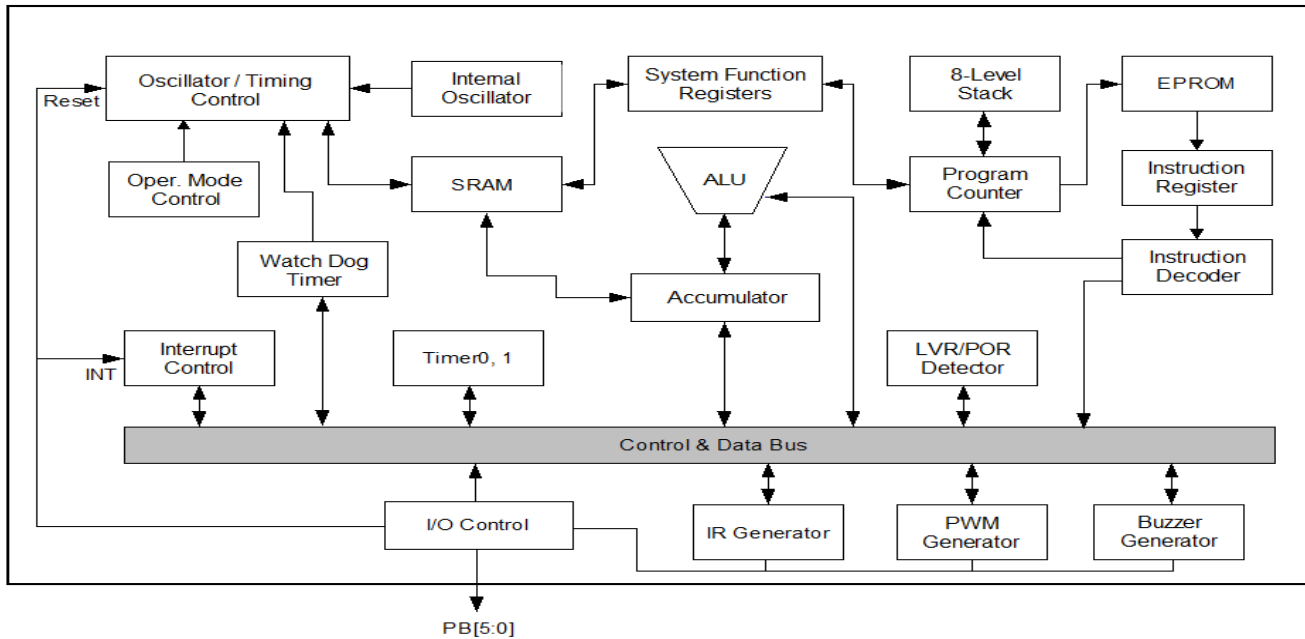 Oscillator / Timing
Control
Internal
Oscillator
System Function
Registers
8-Level
Stack
EPROM
Reset
Oper. Mode
Control
SRAM
ALU
Program
Counter
Instruction
Register
Watch Dog
Timer
Accumulator
Instruction
Decoder
Interrupt
Control
INT
Timer0, 1
LVR/POR
Detector
Control & Data Bus
I/O Control
IR Generator
PWM
Generator
Buzzer
Generator
PB[5:0]